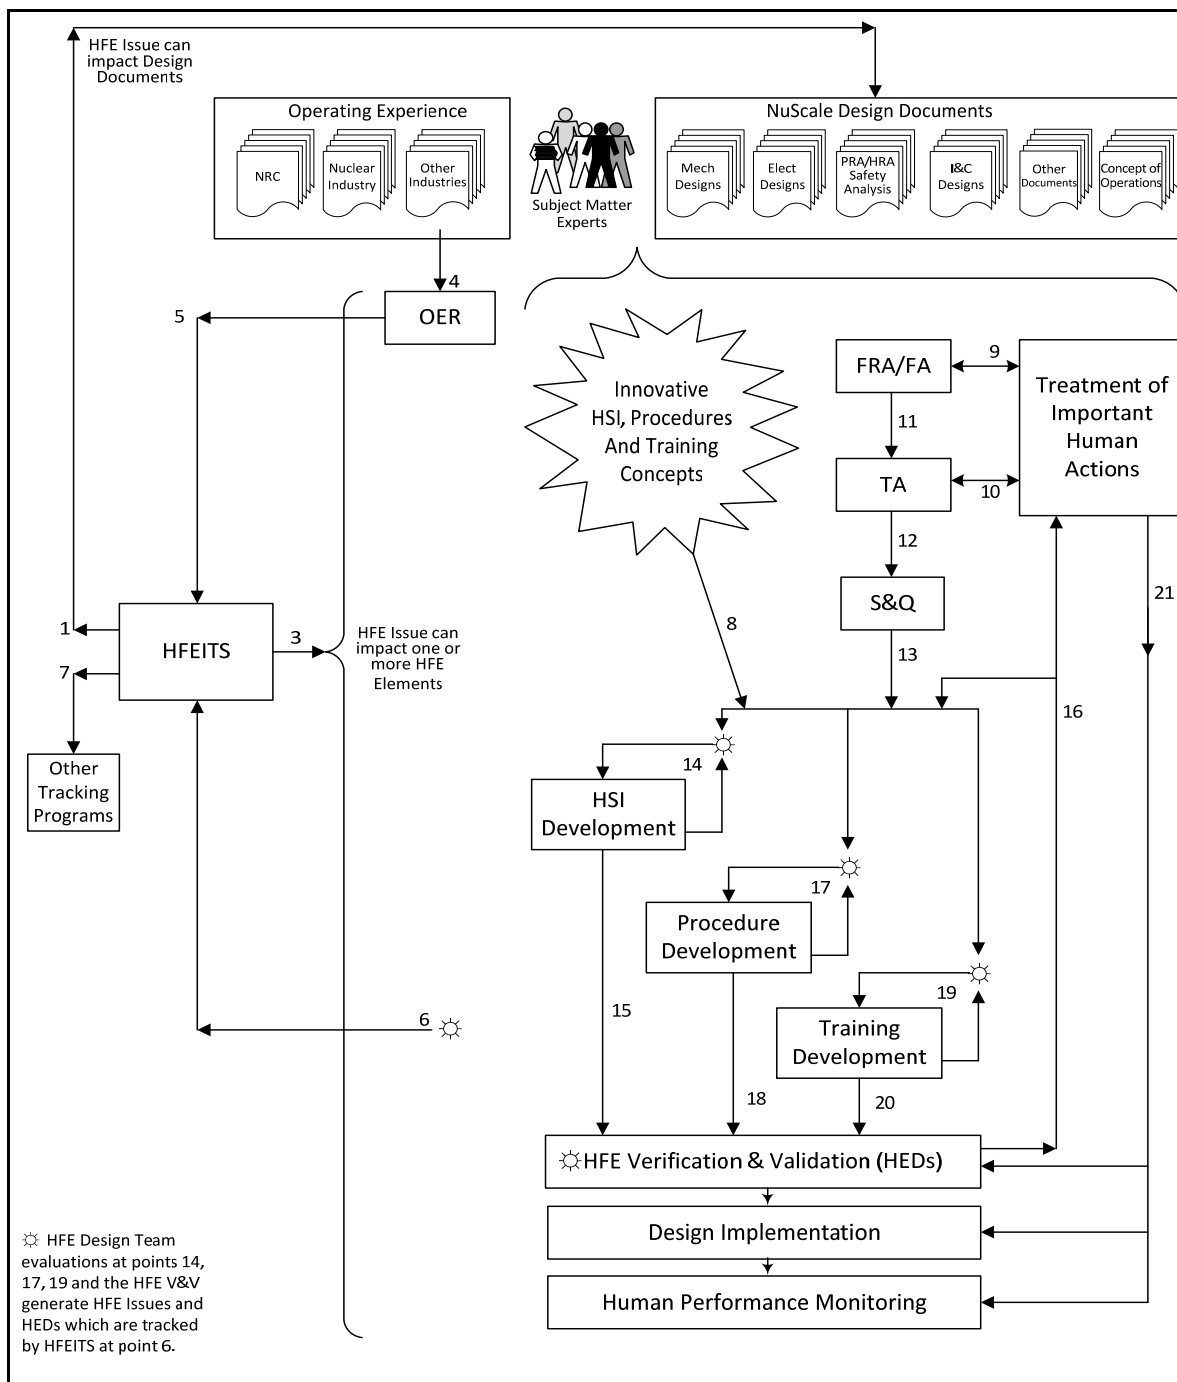 HFE Issue can
impact Design
Documents
Operating Experience
NRC
Nuclear
Industry
Other
Industries
Subject Matter
Experts
NuScale Design Documents
Mech
Designs
Elect
Designs
PRA/HRA
Safety
Analysis
I&C
Designs
Other
Documents
Concept of
Operations
4
OER
5
Innovative
HSI, Procedures
And Training
Concepts
FRA/FA
9
Treatment of
Important
Human
Actions
11
TA
10
12
S&Q
21
1
HFEITS
3
HFE Issue can
impact one or
more HFE
Elements
8
13
7
16
Other
Tracking
Programs
14
HSI
Development
17
Procedure
Development
19
6
15
Training
Development
18
20
HFE Verification & Validation (HEDs)
Design Implementation
Human Performance Monitoring
HFE Design Team
evaluations at points 14,
17, 19 and the HFE V&V
generate HFE Issues and
HEDs which are tracked
by HFEITS at point 6.